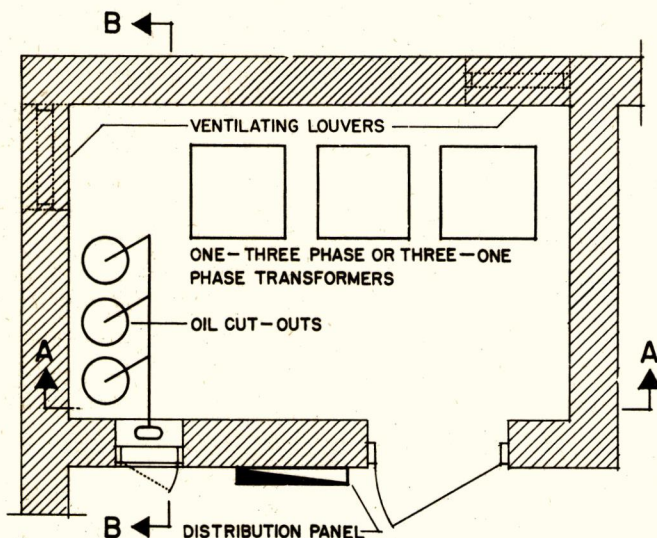 B
VENTILATING LOUVERS
ONE-THREE PHASE OR THREE-ONE
PHASE TRANSFORMERS
OIL CUT-OUTS
A
A
B
DISTRIBUTION PANEL